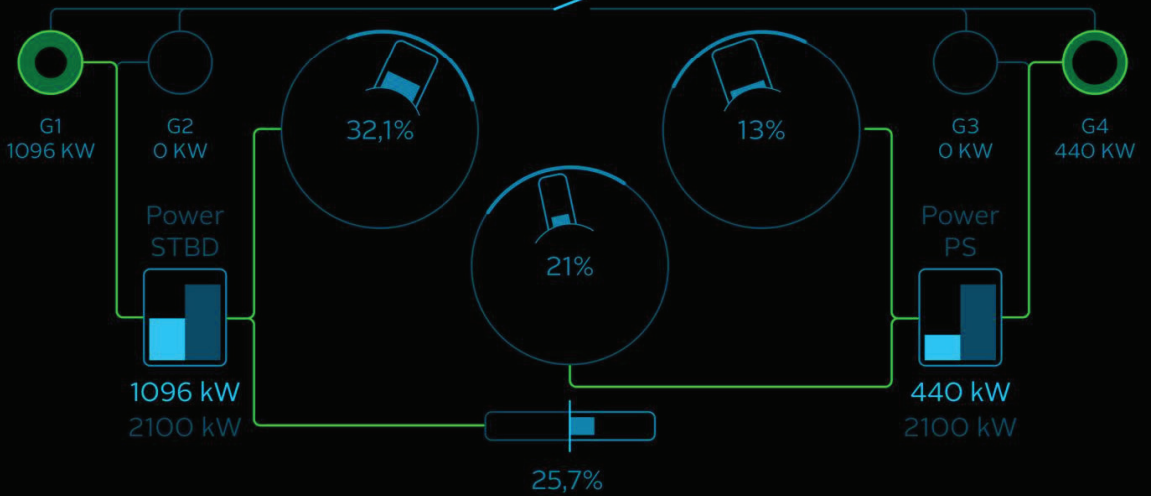 G1
1096 KW
G2
0 KW
32,1%
13%
G3
0 KW
G4
440 KW
Power
STBD
21%
Power
PS
1096 kW
2100 kW
440 kW
2100 kW
25,7%